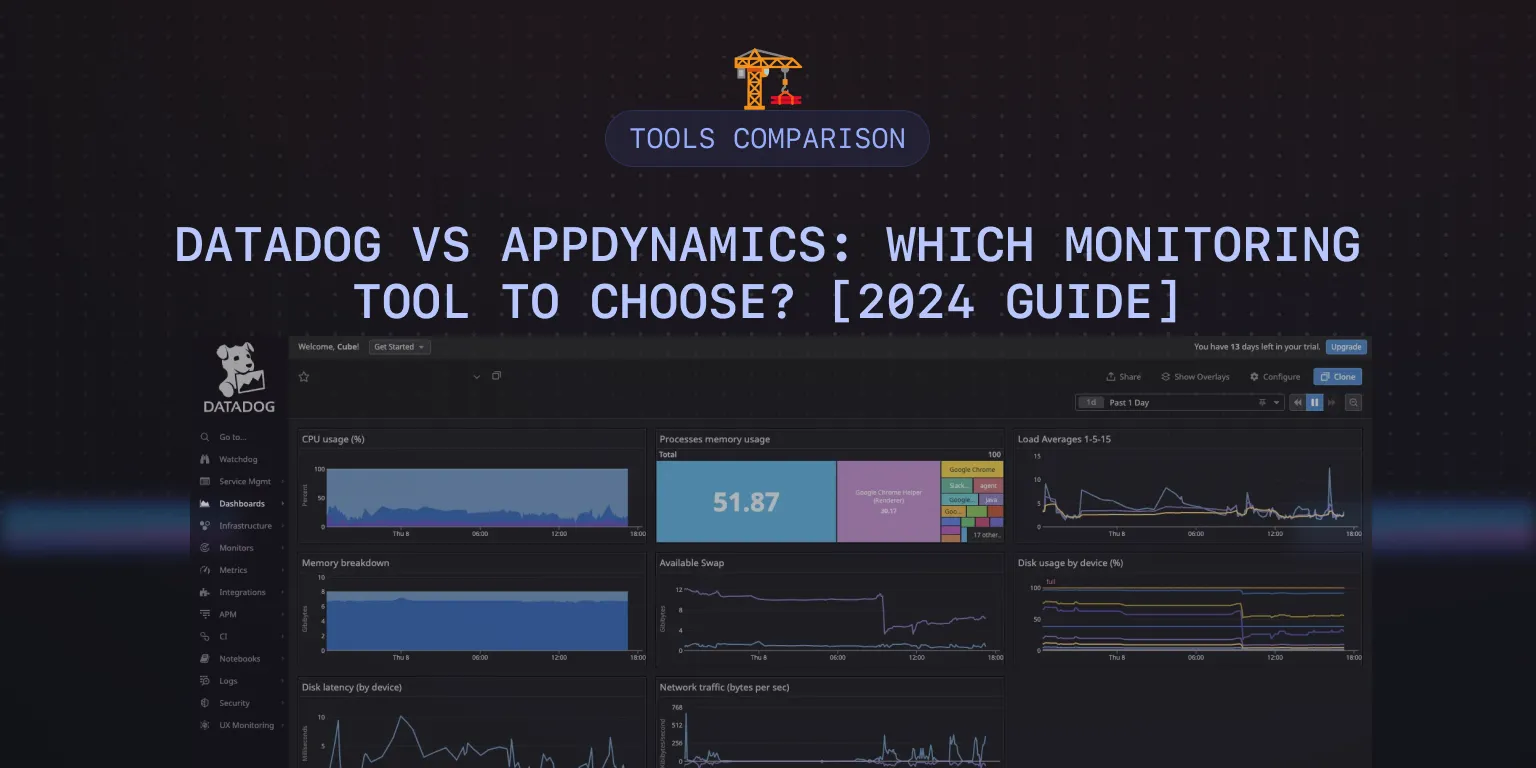 TOOLS COMPARISON
DATADOG VS APPDYNAMICS: WHICH MONITORING
TOOL TO CHOOSE? [2024 GUIDE]
DATADOG
Welcome, Cube!
Get Started
You have 13 days left in your trial.
Upgrade
Share
Show Overlays
Configure
Clone
1d
Past 1 Day
Go to...
Watchdog
Service Mgmt
Dashboards
Infrastructure
Monitors
Metrics
Integrations
APM
CI
Notebooks
Logs
Security
UX Monitoring
CPU usage (%)
Percent
100
50
0
Thu 8
06:00
12:00
18:00
Processes memory usage
Total
100
51.87
Google Chrome Helper
(Renderer)
Google Chrome
Slack...
agent
Google...
java
Goo...
17 other...
Load Averages 1-5-15
15
10
5
0
Thu 8
06:00
12:00
18:00
Memory breakdown
Gibibytes
10
8
6
4
2
0
Thu 8
06:00
12:00
18:00
Available Swap
Gibibytes
12
8
4
0
Thu 8
06:00
12:00
18:00
Disk usage by device (%)
full
100
50
0
Thu 8
06:00
12:00
18:00
Disk latency (by device)
Milliseconds
10
5
Network traffic (bytes per sec)
768
512
256
0